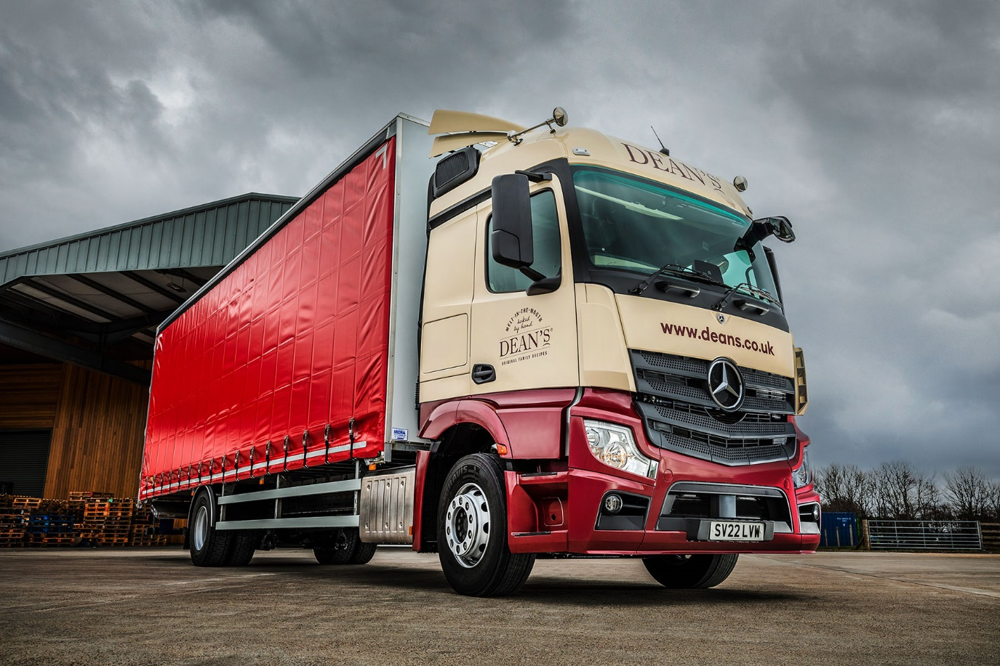 DEAN'S
www.deans.co.uk
MELT-IN-THE-MOUTH
baked
by hand
DEAN'S®
ORIGINAL FAMILY RECIPES
SV22 LVW